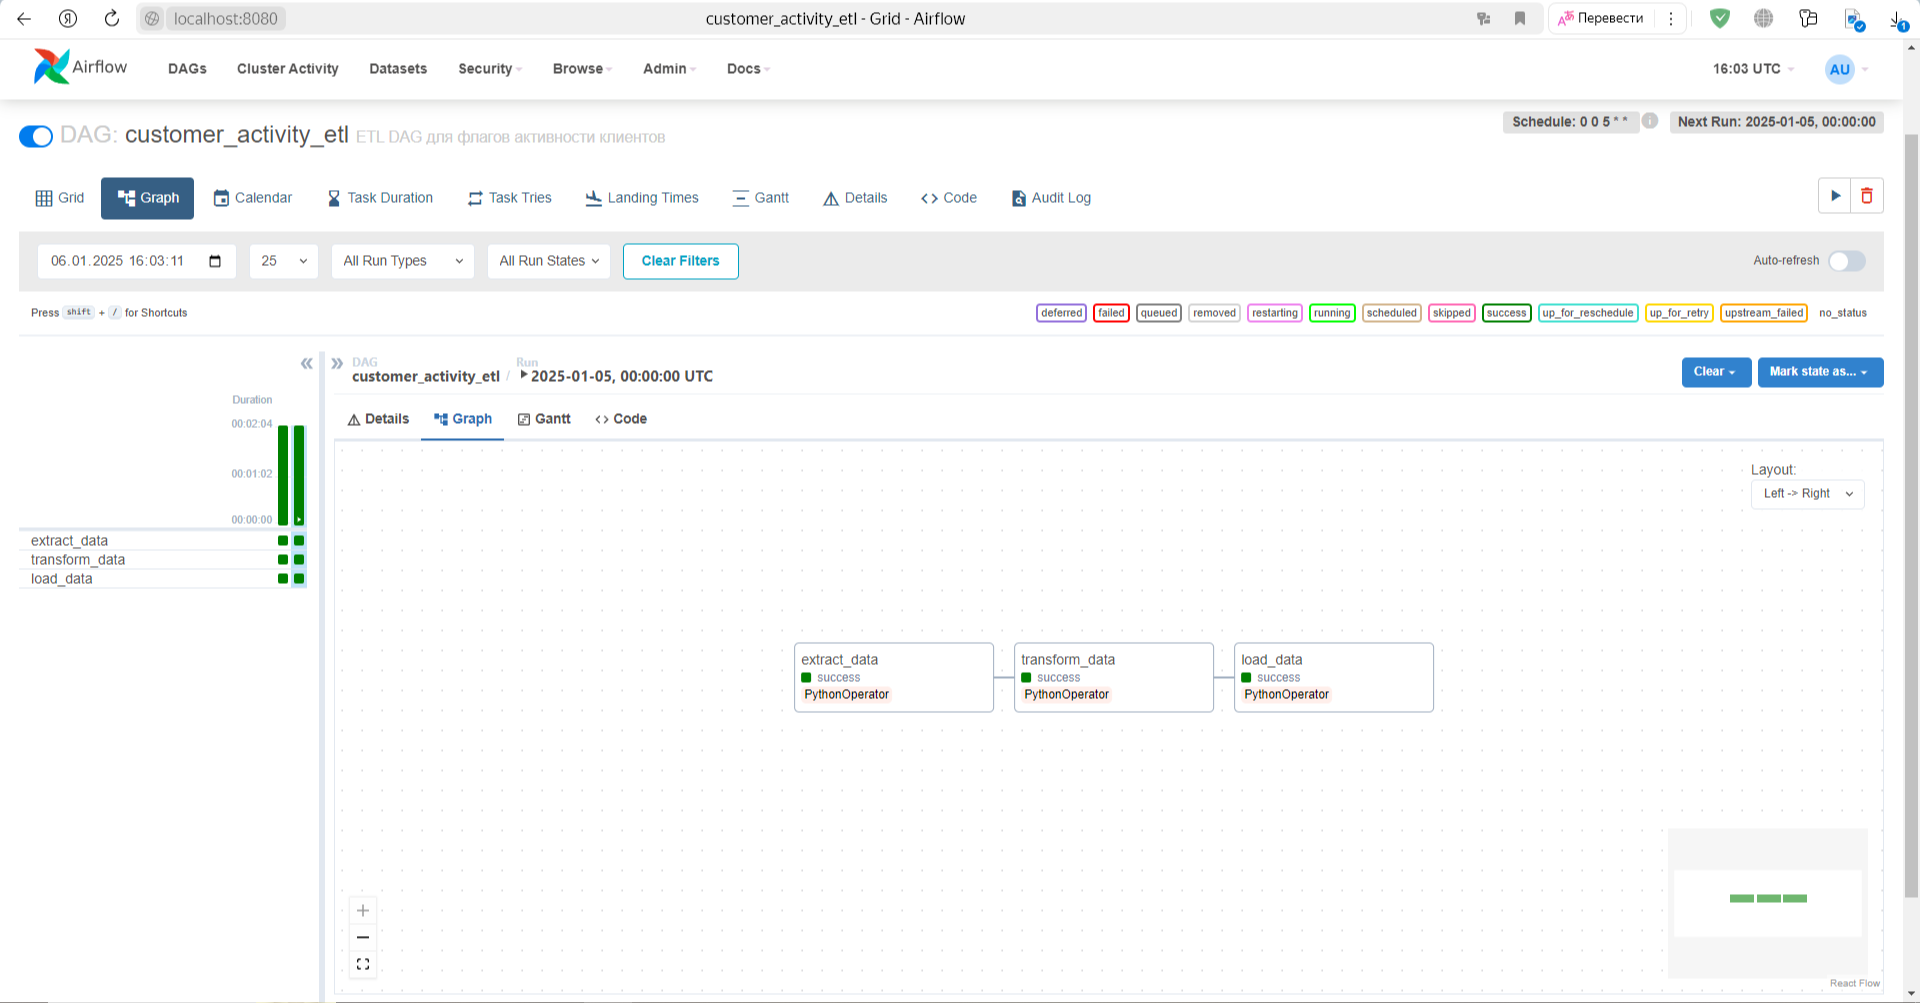 localhost:8080
customer_activity_etl - Grid - Airflow
Перевести
1
Airflow
DAGs
Cluster Activity
Datasets
Security
Browse
Admin
Docs
16:03 UTC
AU
DAG: customer_activity_etl ETL DAG для флагов активности клиентов
Schedule: 0 0 5 * *
Next Run: 2025-01-05, 00:00:00
Grid
Graph
Calendar
Task Duration
Task Tries
Landing Times
Gantt
Details
Code
Audit Log
06.01.2025 16:03:11
25
All Run Types
All Run States
Clear Filters
Auto-refresh
Press shift + / for Shortcuts
deferred
failed
queued
removed
restarting
running
scheduled
skipped
success
up_for_reschedule
up_for_retry
upstream_failed
no_status
DAG
customer_activity_etl /
Run
2025-01-05, 00:00:00 UTC
Clear
Mark state as...
Details
Graph
Gantt
Code
Duration
00:02:04
00:01:02
00:00:00
extract_data
transform_data
load_data
Layout:
Left -> Right
extract_data
success
PythonOperator
transform_data
success
PythonOperator
load_data
success
PythonOperator
React Flow